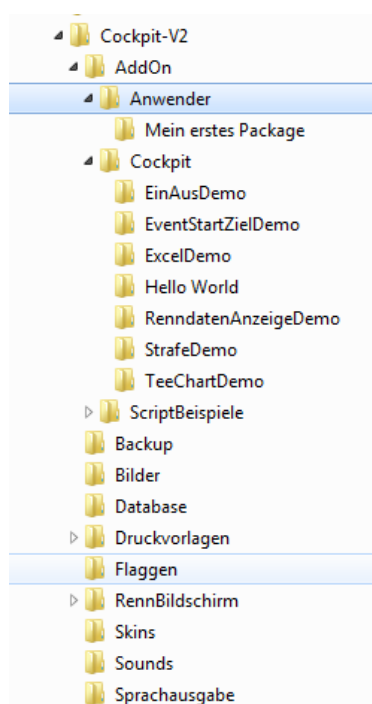 Cockpit-V2
AddOn
Anwender
Mein erstes Package
Cockpit
EinAusDemo
EventStartZielDemo
ExcelDemo
Hello World
RenndatenAnzeigeDemo
StrafeDemo
TeeChartDemo
ScriptBeispiele
Backup
Bilder
Database
Druckvorlagen
Flaggen
RennBildschirm
Skins
Sounds
Sprachausgabe